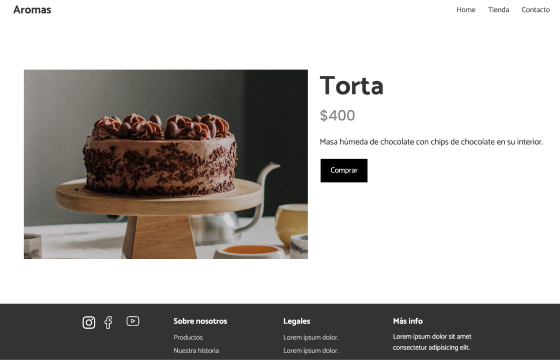 Aromas
Home Tienda Contacto
Torta
$400
Masa húmeda de chocolate con chips de chocolate en su interior.
Comprar
Sobre nosotros
Productos
Nuestra historia
Legales
Lorem ipsum dolor.
Lorem ipsum dolor.
Más info
Lorem ipsum dolor sit amet
consectetur adipisicing elit.